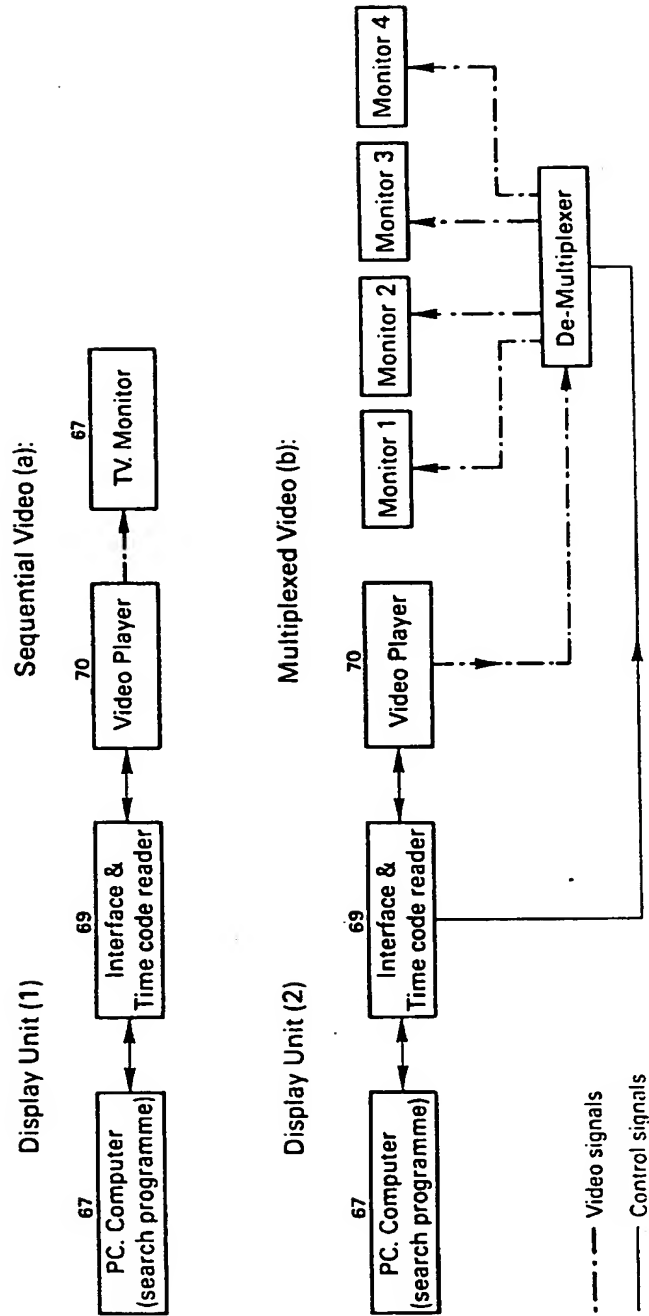 Display Unit (1)
Sequential Video (a):
67
PC. Computer
(search programme)
69
Interface &
Time code reader
70
Video Player
67
TV. Monitor
Display Unit (2)
Multiplexed Video (b):
67
PC. Computer
(search programme)
69
Interface &
Time code reader
70
Video Player
Monitor 1
Monitor 2
Monitor 3
Monitor 4
De-Multiplexer
Video signals
Control signals